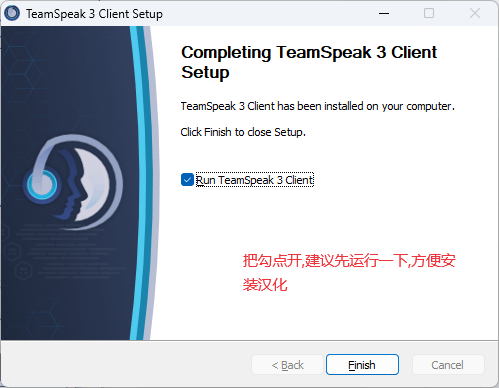 TeamSpeak 3 Client Setup
Completing TeamSpeak 3 Client
Setup
TeamSpeak 3 Client has been installed on your computer.
Click Finish to close Setup.
Run TeamSpeak 3 Client
把勾点开,建议先运行一下,方便安
装汉化
< Back
Finish
Cancel